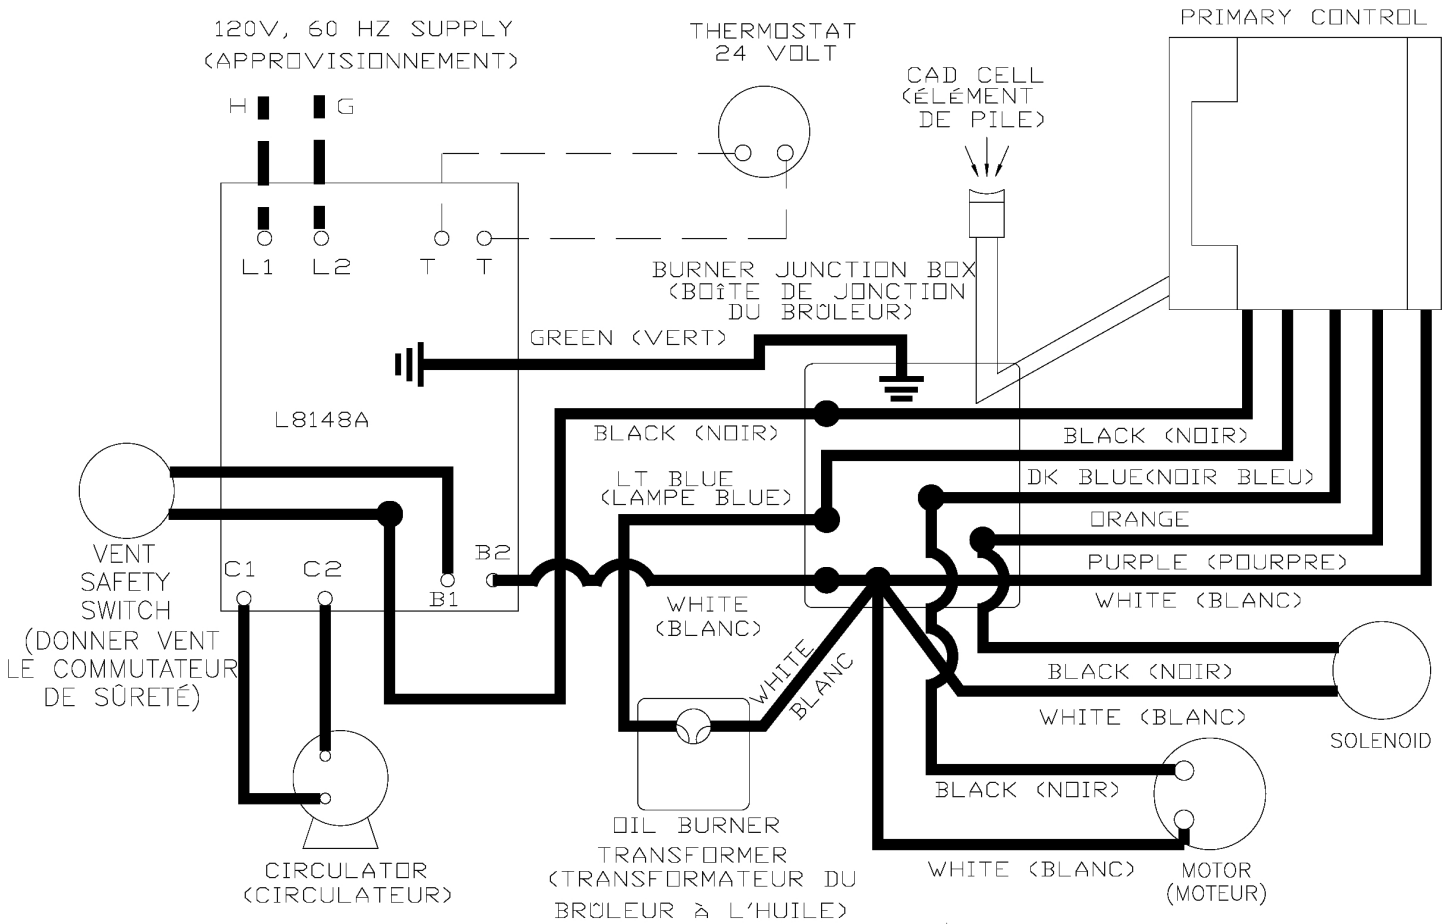 120V, 60 HZ SUPPLY
(APPROVISIONNEMENT)
H
G
L1
L2
T
T
THERMOSTAT
24 VOLT
CAD CELL
(ÉLÉMENT
DE PILE)
PRIMARY CONTROL
BURNER JUNCTION BOX
(BOÎTE DE JONCTION
DU BRÛLEUR)
GREEN (VERT)
L8148A
BLACK (NOIR)
BLACK (NOIR)
LT BLUE
(LAMPE BLUE)
DK BLUE(NOIR BLEU)
ORANGE
PURPLE (POURPRE)
WHITE (BLANC)
VENT
SAFETY
SWITCH
(DONNER VENT
LE COMMUTATEUR
DE SÛRETÉ)
C1
C2
B1
B2
WHITE
(BLANC)
WHITE
BLANC
BLACK (NOIR)
WHITE (BLANC)
SOLENOID
BLACK (NOIR)
WHITE (BLANC)
MOTOR
(MOTEUR)
CIRCULATOR
(CIRCULATEUR)
OIL BURNER
TRANSFORMER
(TRANSFORMATEUR DU
BRÛLEUR À L'HUILE)